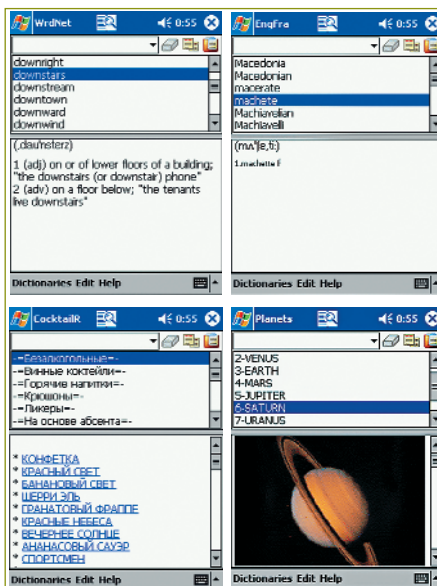 WrdNet 0:55
downright
downstars
downstream
downtown
downward
downwind
(,dau'nsterz)
1 (adj) on or of lower floors of a building;
"the downstairs (or downstair) phone"
2 (adv) on a floor below; "the tenants
live downstairs"
Dictionaries Edit Help
EngFra 0:55
Macedonia
Macedonian
macerate
machete
Machiavelian
Machiavelli
1.machette f
Dictionaries Edit Help
CocktailR 0:55
-=Безалкогольные=-
-=Винные коктейли=-
-=Горячие напитки=-
-=Крюшоны=-
-=Ликеры=-
-=На основе абсента=-
* КОНФЕТКА
* КРАСНЫЙ СВЕТ
* БАНАНОВЫЙ СВЕТ
* ШЕРРИ ЭЛЬ
* ГРАНАТОВЫЙ ФРАППЕ
* КРАСНЫЕ НЕБЕСА
* ВЕЧЕРНЕЕ СОЛНЦЕ
* АНАНАСОВЫЙ САУЭР
* СПОРТСМЕН
Dictionaries Edit Help
Planets 0:55
2-VENUS
3-EARTH
4-MARS
5-JUPITER
6-SATURN
7-URANUS
Dictionaries Edit Help